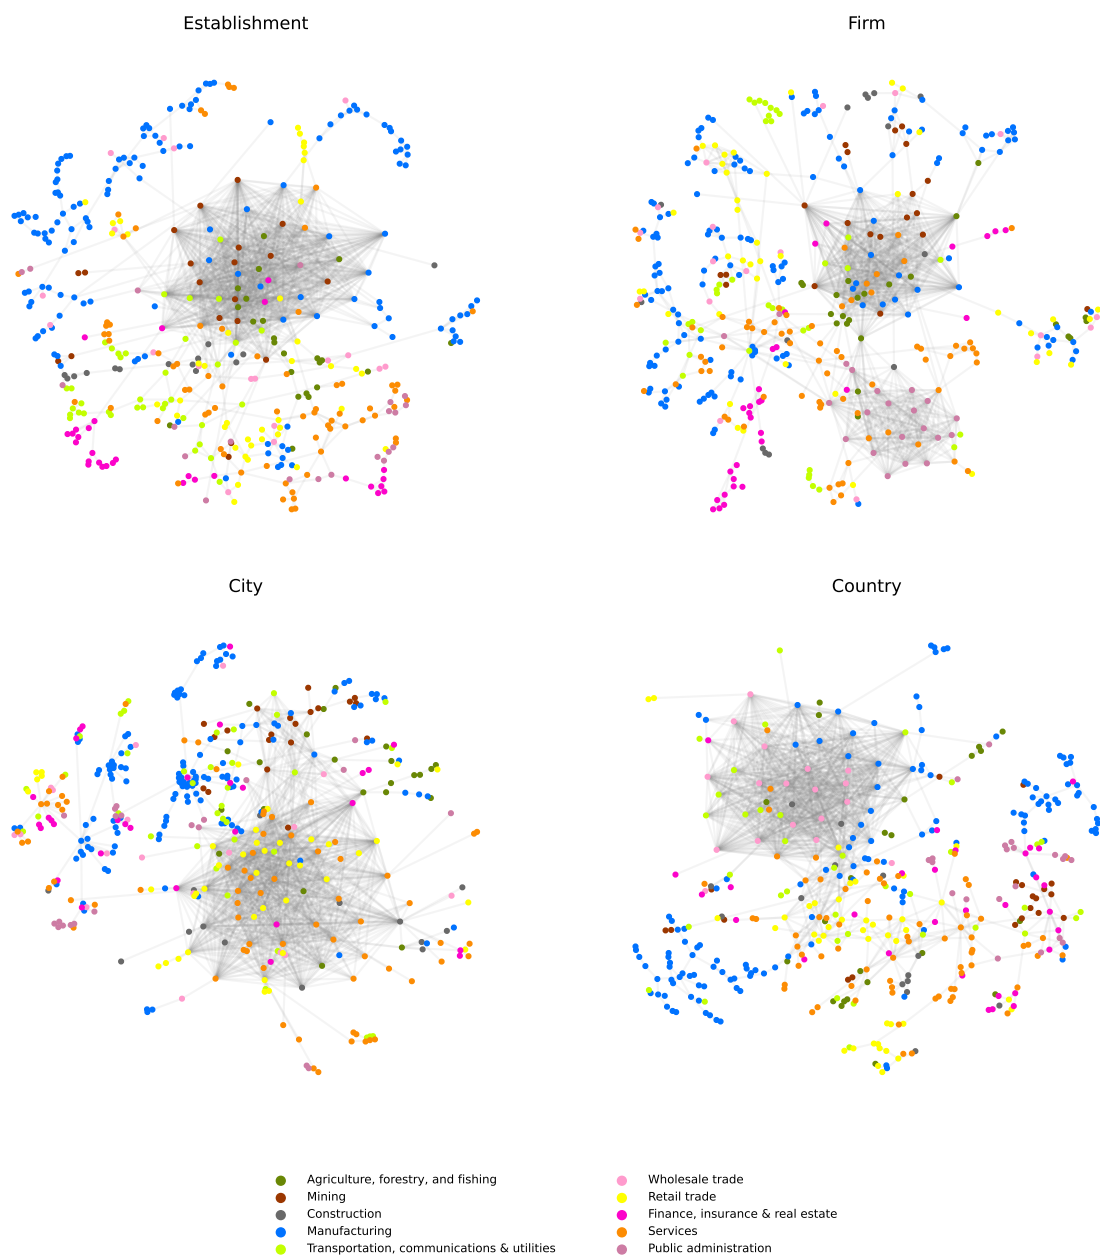 Establishment
Firm
City
Country
Agriculture, forestry, and fishing
Mining
Construction
Manufacturing
Transportation, communications & utilities
Wholesale trade
Retail trade
Finance, insurance & real estate
Services
Public administration